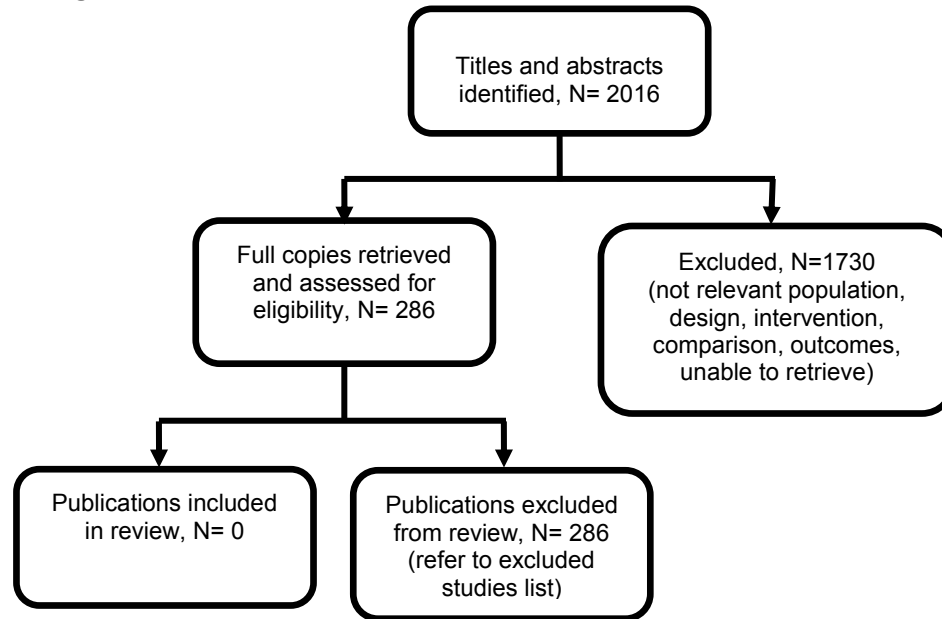 Titles and abstracts
identified, N= 2016
Full copies retrieved
and assessed for
eligibility, N= 286
Excluded, N=1730
(not relevant population,
design, intervention,
comparison, outcomes,
unable to retrieve)
Publications included
in review, N= 0
Publications excluded
from review, N= 286
(refer to excluded
studies list)